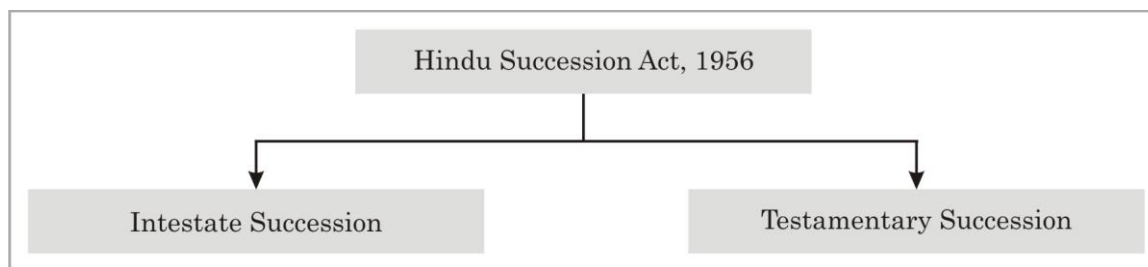 Hindu Succession Act, 1956
Intestate Succession
Testamentary Succession